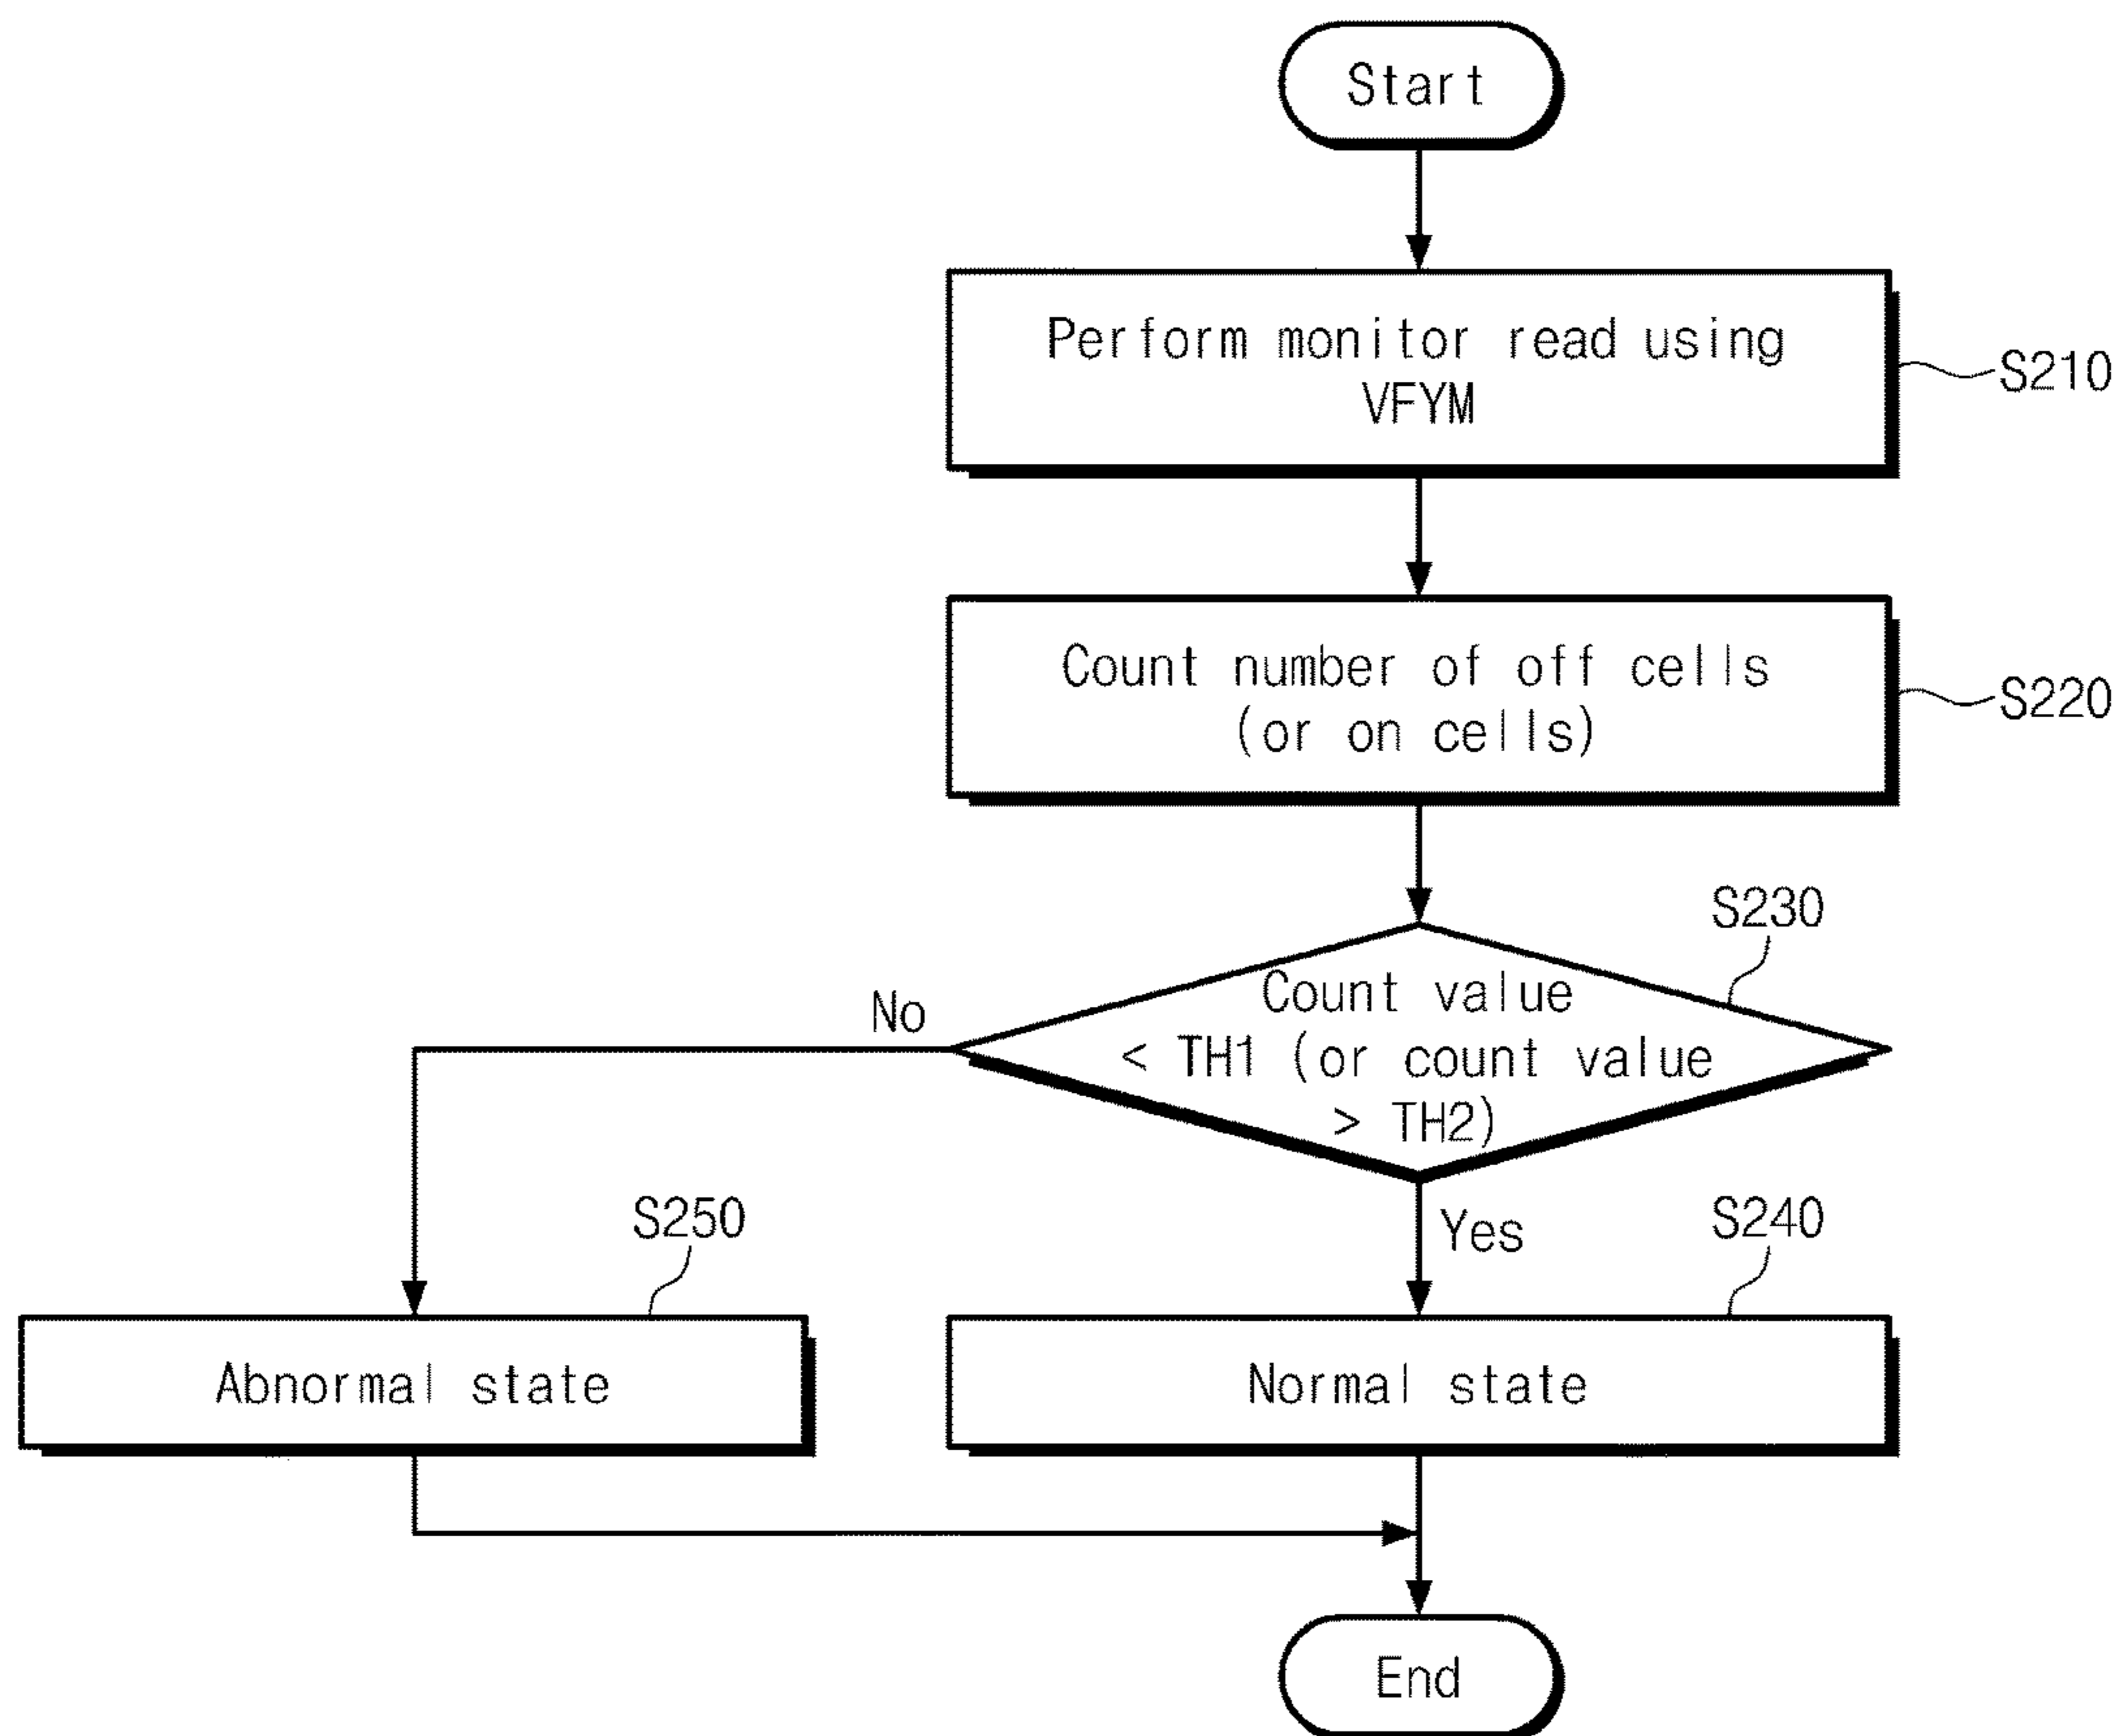 Start
Perform monitor read using
VFYM
S210
Count number of off cells
(or on cells)
S220
S230
Count value
< TH1 (or count value
> TH2)
No
Yes
S250
S240
Abnormal state
Normal state
End